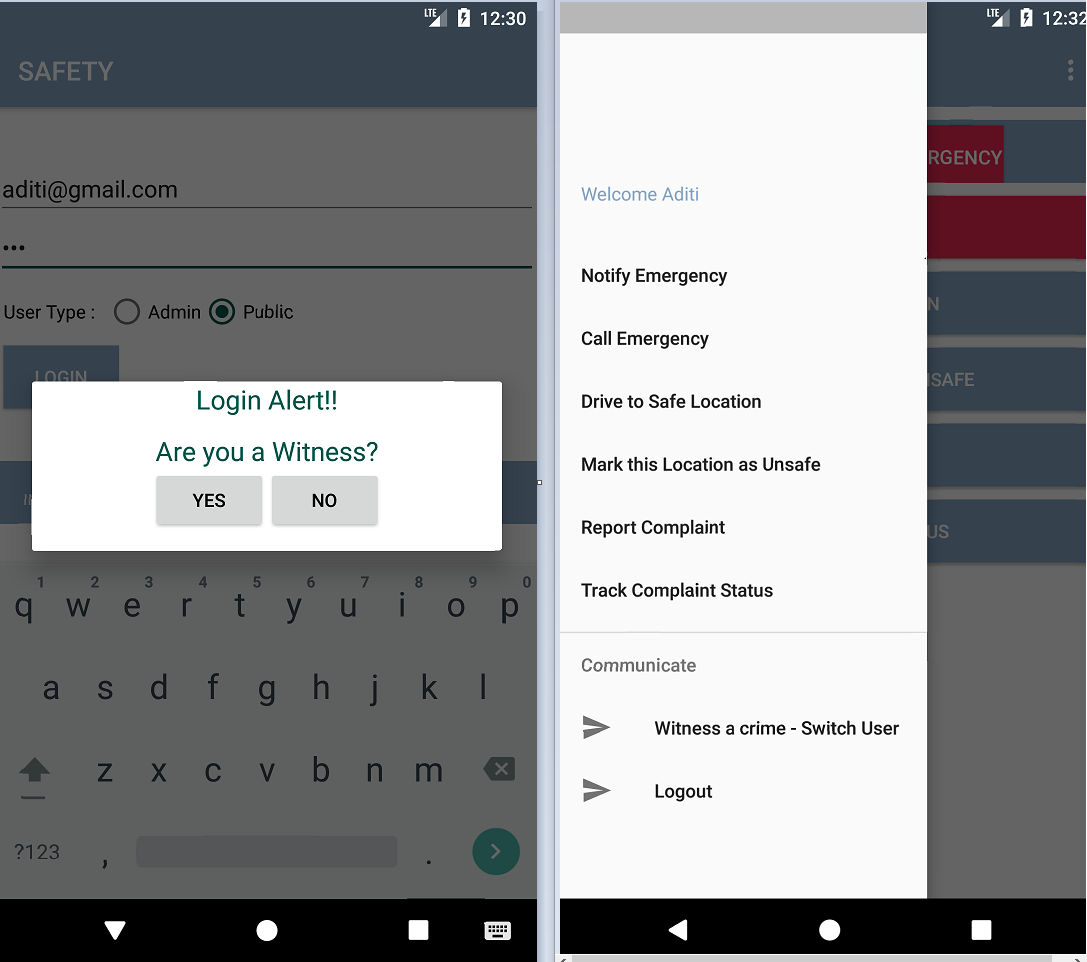 LTE 12:30
SAFETY
aditi@gmail.com
•••
User Type : Admin Public
LOGIN
Login Alert!!
Are you a Witness?
YES NO
1 2 3 4 5 6 7 8 9 0
q w e r t y u i o p
a s d f g h j k l
z x c v b n m
?123 , .
LTE 12:32
Welcome Aditi
Notify Emergency
Call Emergency
Drive to Safe Location
Mark this Location as Unsafe
Report Complaint
Track Complaint Status
Communicate
Witness a crime - Switch User
Logout
RGENCY
N
SAFE
US